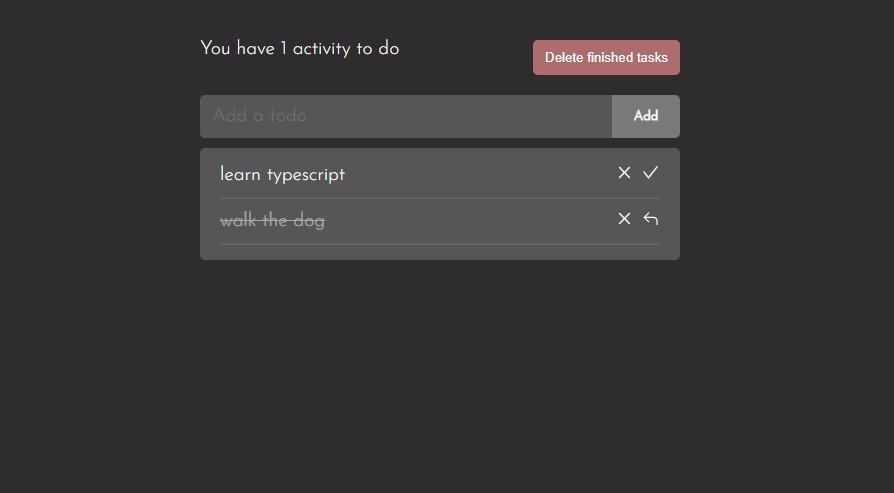 You have 1 activity to do
Delete finished tasks
Add a todo
Add
learn typescript
walk the dog